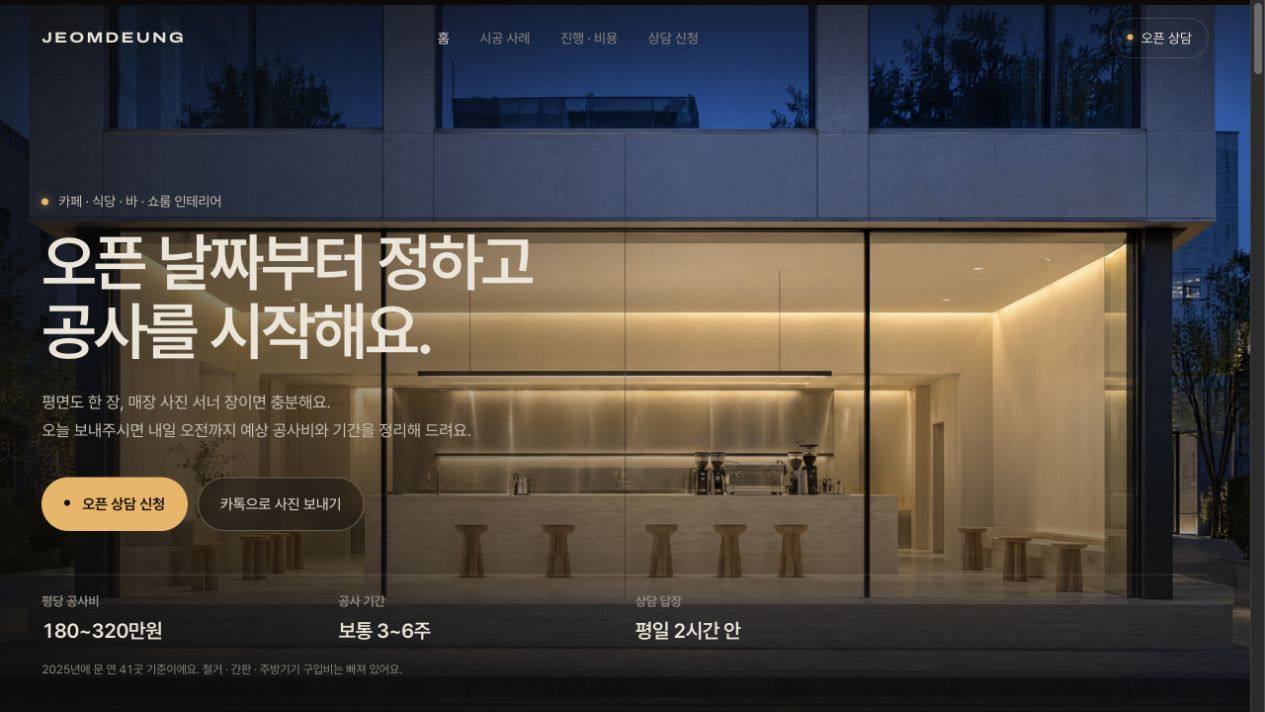 JEOMDEUNG
홈 시공 사례 진행 · 비용 상담 신청
오픈 상담
카페 · 식당 · 바 · 쇼룸 인테리어
오픈 날짜부터 정하고
공사를 시작해요.
평면도 한 장, 매장 사진 서너 장이면 충분해요.
오늘 보내주시면 내일 오전까지 예상 공사비와 기간을 정리해 드려요.
오픈 상담 신청
카톡으로 사진 보내기
평당 공사비
180~320만원
공사 기간
보통 3~6주
상담 답장
평일 2시간 안
2025년에 문 연 41곳 기준이에요. 철거 · 간판 · 주방기기 구입비는 빠져 있어요.